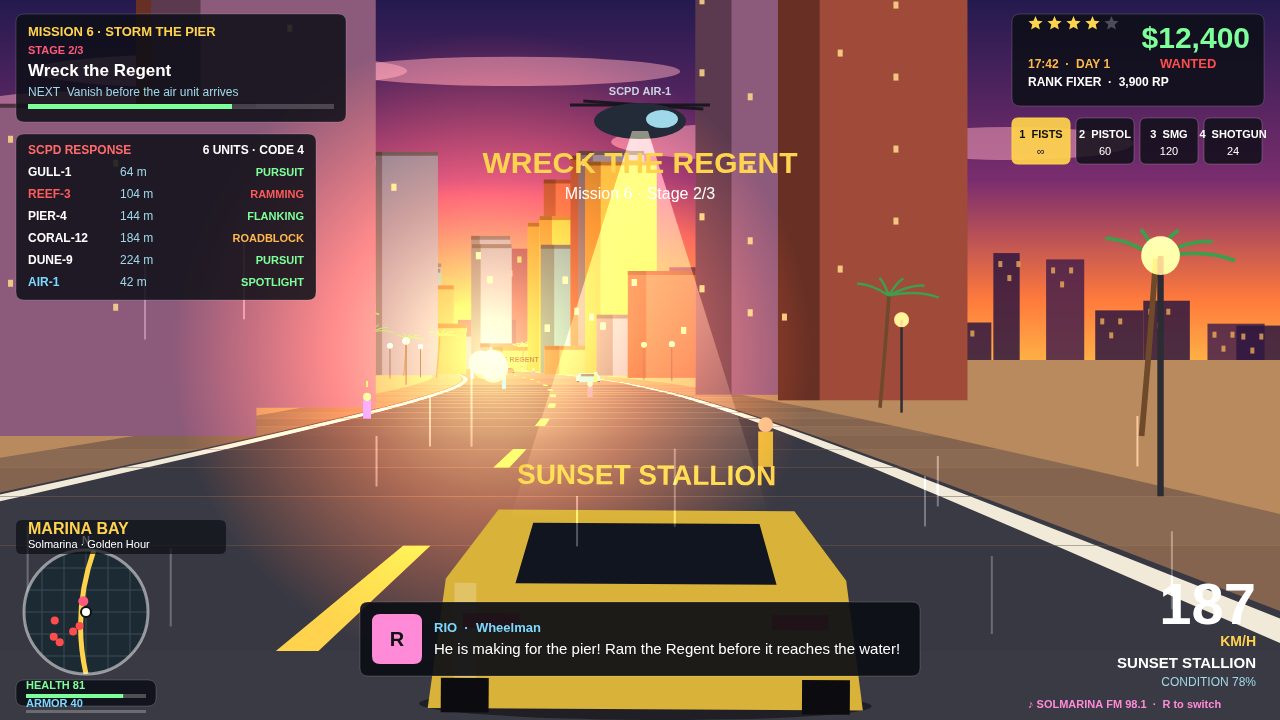 MISSION 6 · STORM THE PIER
STAGE 2/3
Wreck the Regent
NEXT Vanish before the air unit arrives
SCPD RESPONSE 6 UNITS · CODE 4
GULL-1 64 m PURSUIT
REEF-3 104 m RAMMING
PIER-4 144 m FLANKING
CORAL-12 184 m ROADBLOCK
DUNE-9 224 m PURSUIT
AIR-1 42 m SPOTLIGHT
SCPD AIR-1
WRECK THE REGENT
Mission 6 · Stage 2/3
$12,400
17:42 · DAY 1 WANTED
RANK FIXER · 3,900 RP
1 FISTS
∞
2 PISTOL
60
3 SMG
120
4 SHOTGUN
24
REGENT
SUNSET STALLION
MARINA BAY
Solmarina · Golden Hour
N
HEALTH 81
ARMOR 40
R
RIO · Wheelman
He is making for the pier! Ram the Regent before it reaches the water!
187
KM/H
SUNSET STALLION
CONDITION 78%
♪ SOLMARINA FM 98.1 · R to switch